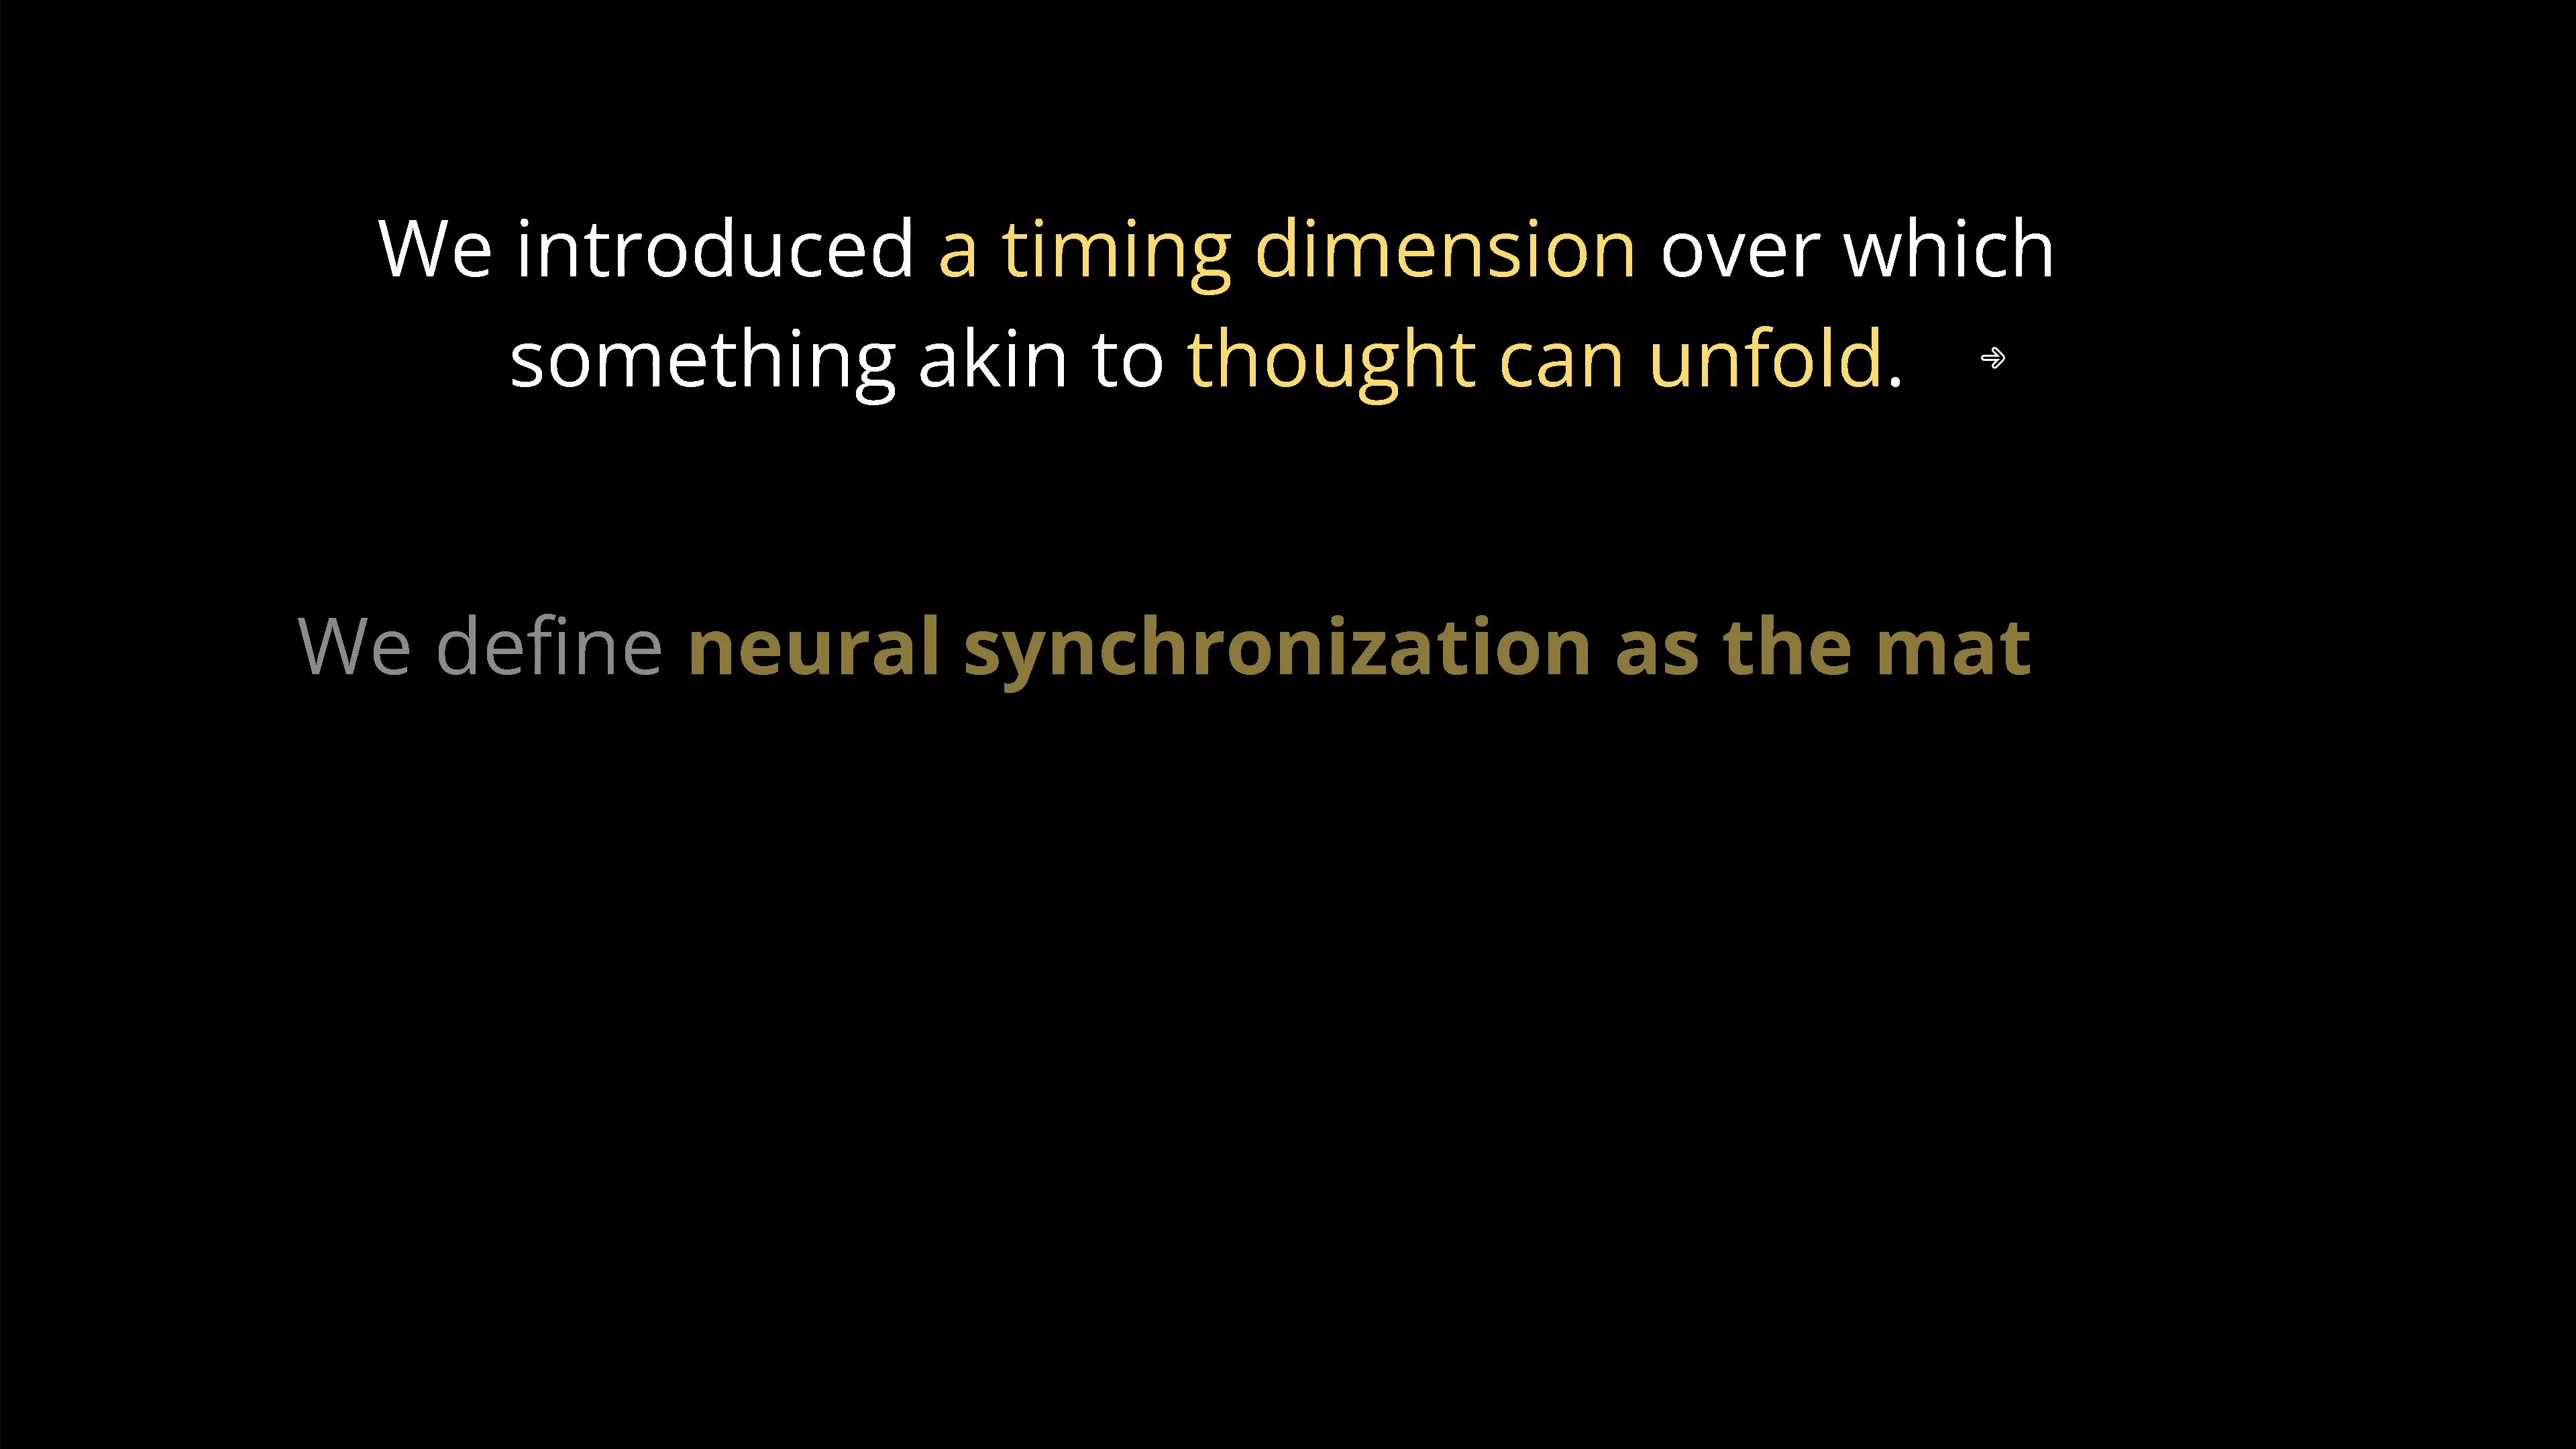 We introduced a timing dimension over which
something akin to thought can unfold. →
We define neural synchronization as the mat